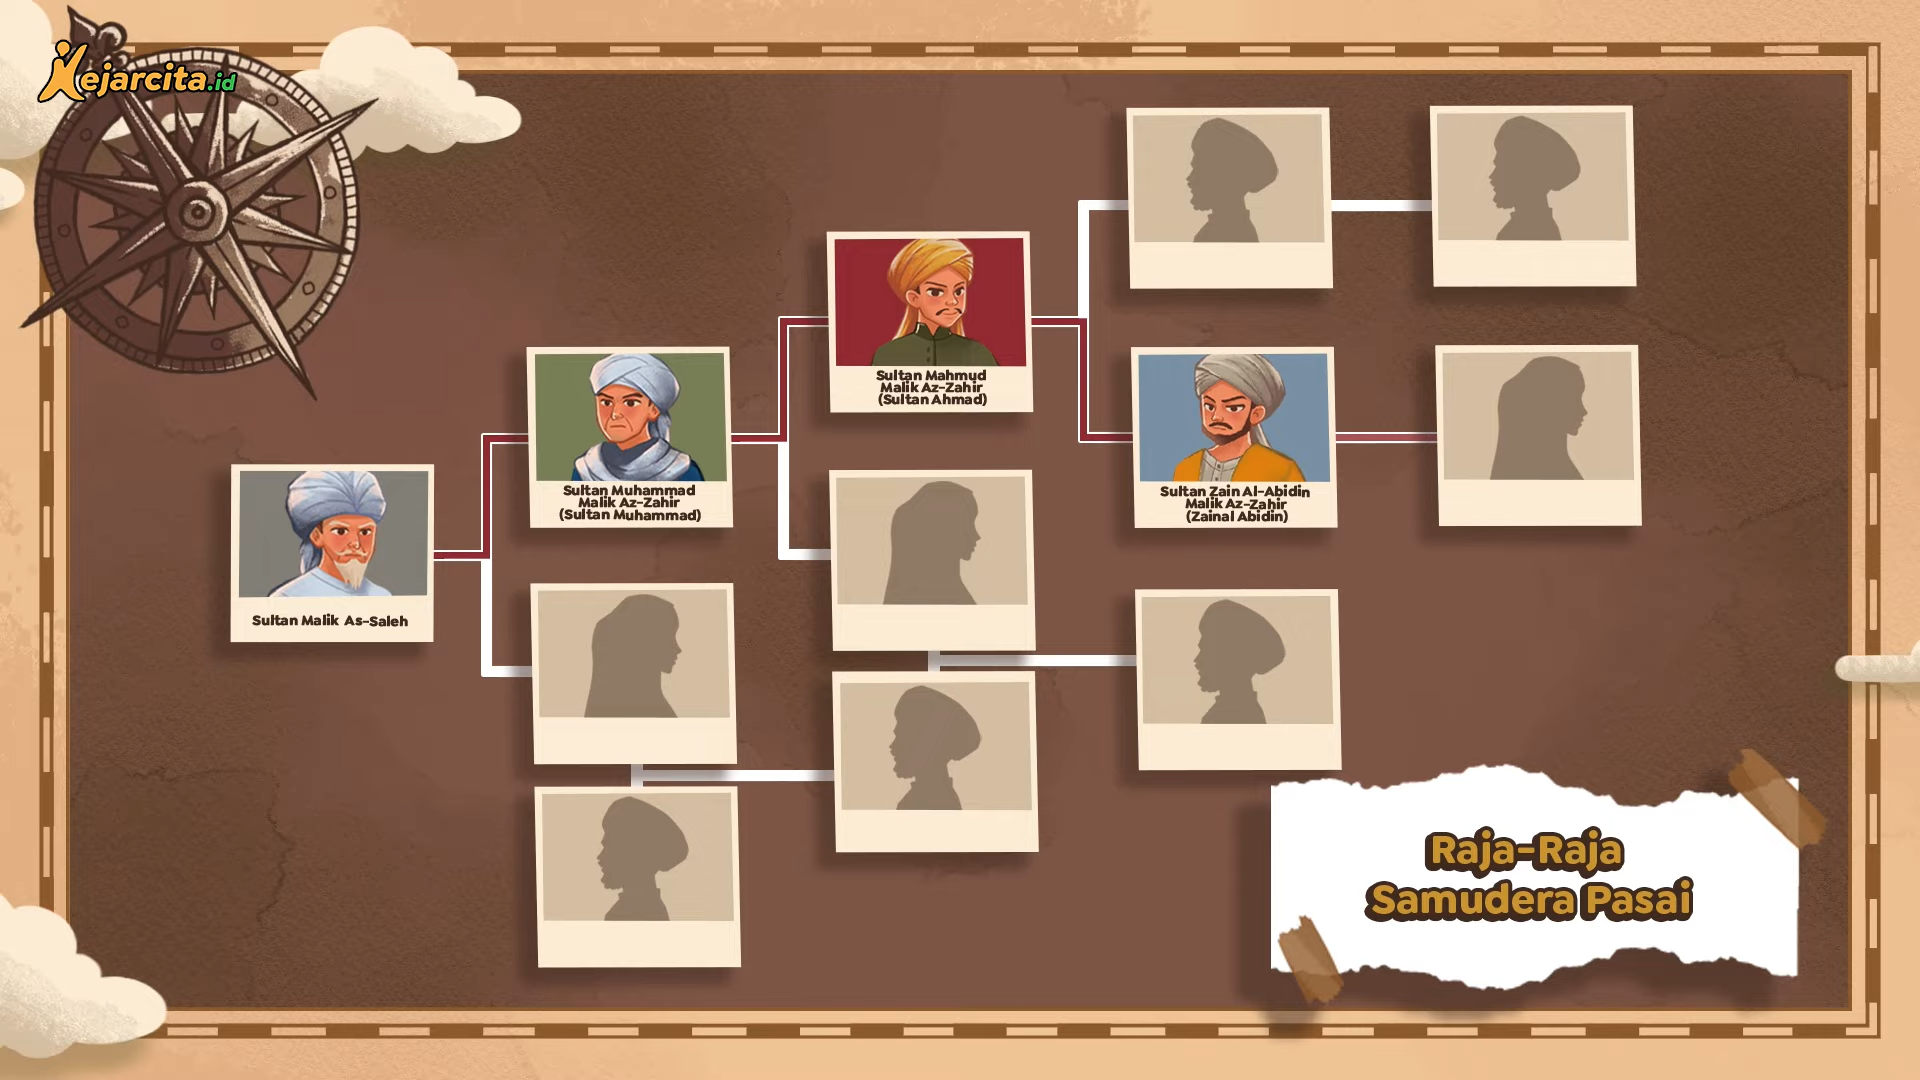 Kejarcita.id
Sultan Mahmud
Malik Az-Zahir
(Sultan Ahmad)
Sultan Muhammad
Malik Az-Zahir
(Sultan Muhammad)
Sultan Zain Al-Abidin
Malik Az-Zahir
(Zainal Abidin)
Sultan Malik As-Saleh
Raja-Raja
Samudera Pasai